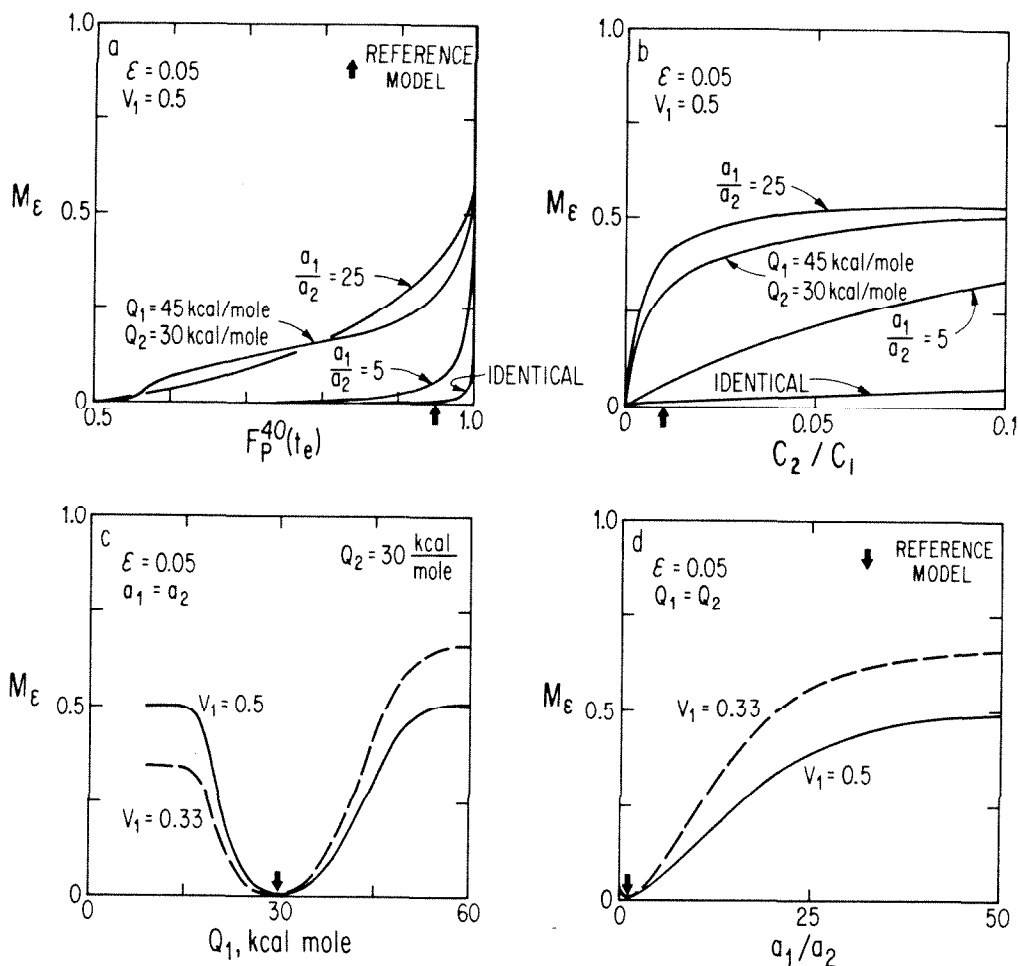 1.0
a
ε = 0.05
V₁ = 0.5
REFERENCE
MODEL
Mε
0.5
a₁/a₂ = 25
Q₁ = 45 kcal/mole
Q₂ = 30 kcal/mole
a₁/a₂ = 5
IDENTICAL
0
0.5
1.0
F_P^40(t_e)
1.0
b
ε = 0.05
V₁ = 0.5
a₁/a₂ = 25
Mε
0.5
Q₁ = 45 kcal/mole
Q₂ = 30 kcal/mole
a₁/a₂ = 5
IDENTICAL
0
0
0.05
0.1
C₂ / C₁
1.0
c
ε = 0.05
a₁ = a₂
Q₂ = 30 kcal/mole
Mε
0.5
V₁ = 0.5
V₁ = 0.33
0
0
30
60
Q₁, kcal mole
1.0
d
ε = 0.05
Q₁ = Q₂
REFERENCE
MODEL
Mε
0.5
V₁ = 0.33
V₁ = 0.5
0
0
25
50
a₁/a₂